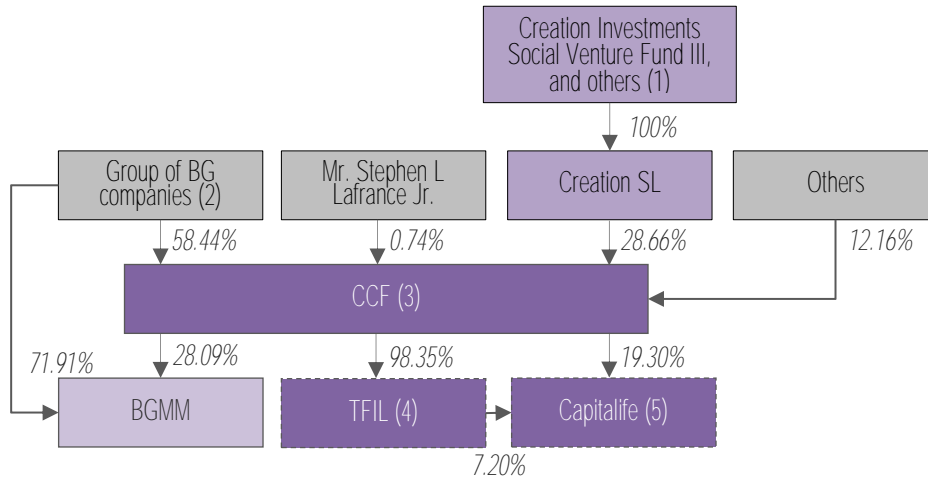 Creation Investments
Social Venture Fund III,
and others (1)
100%
Group of BG
companies (2)
Mr. Stephen L
Lafrance Jr.
Creation SL
Others
58.44%
0.74%
28.66%
12.16%
CCF (3)
71.91%
28.09%
98.35%
19.30%
BGMM
TFIL (4)
Capitalife (5)
7.20%